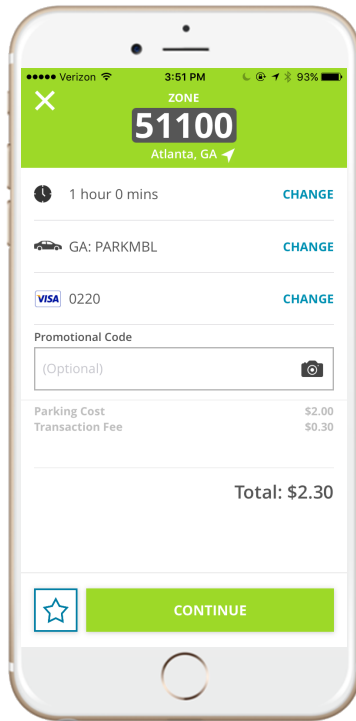 Verizon 3:51 PM 93%
ZONE
51100
Atlanta, GA
1 hour 0 mins CHANGE
GA: PARKMBL CHANGE
VISA 0220 CHANGE
Promotional Code
(Optional)
Parking Cost $2.00
Transaction Fee $0.30
Total: $2.30
CONTINUE